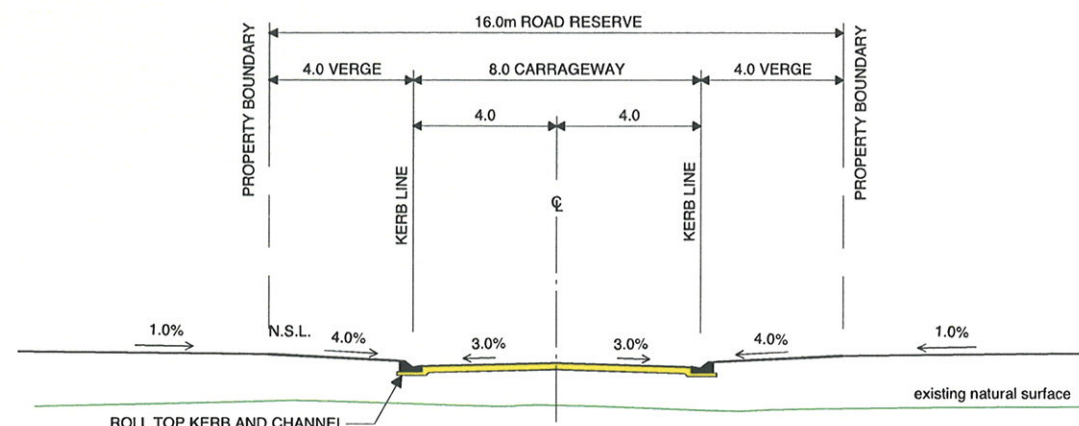 16.0m ROAD RESERVE
PROPERTY BOUNDARY
4.0 VERGE
8.0 CARRAGEWAY
4.0 VERGE
PROPERTY BOUNDARY
4.0
4.0
KERB LINE
℄
KERB LINE
1.0%
N.S.L.
4.0%
3.0%
3.0%
4.0%
1.0%
existing natural surface
ROLL TOP KERB AND CHANNEL